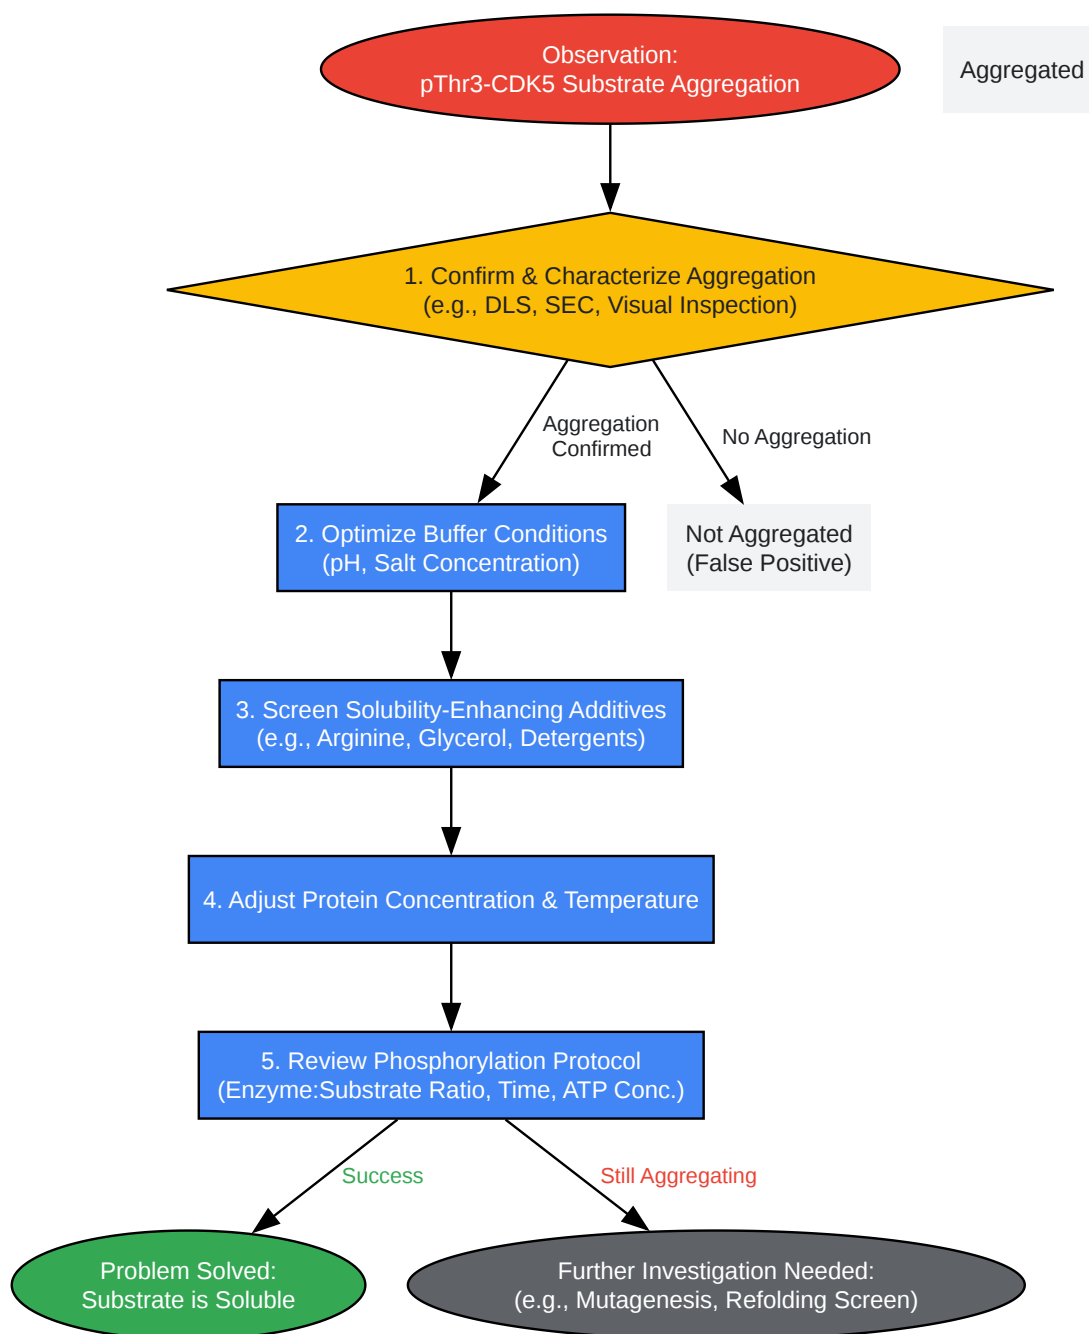 Observation:
pThr3-CDK5 Substrate Aggregation
Aggregated
1. Confirm & Characterize Aggregation
(e.g., DLS, SEC, Visual Inspection)
Aggregation
Confirmed
No Aggregation
2. Optimize Buffer Conditions
(pH, Salt Concentration)
Not Aggregated
(False Positive)
3. Screen Solubility-Enhancing Additives
(e.g., Arginine, Glycerol, Detergents)
4. Adjust Protein Concentration & Temperature
5. Review Phosphorylation Protocol
(Enzyme:Substrate Ratio, Time, ATP Conc.)
Success
Still Aggregating
Problem Solved:
Substrate is Soluble
Further Investigation Needed:
(e.g., Mutagenesis, Refolding Screen)